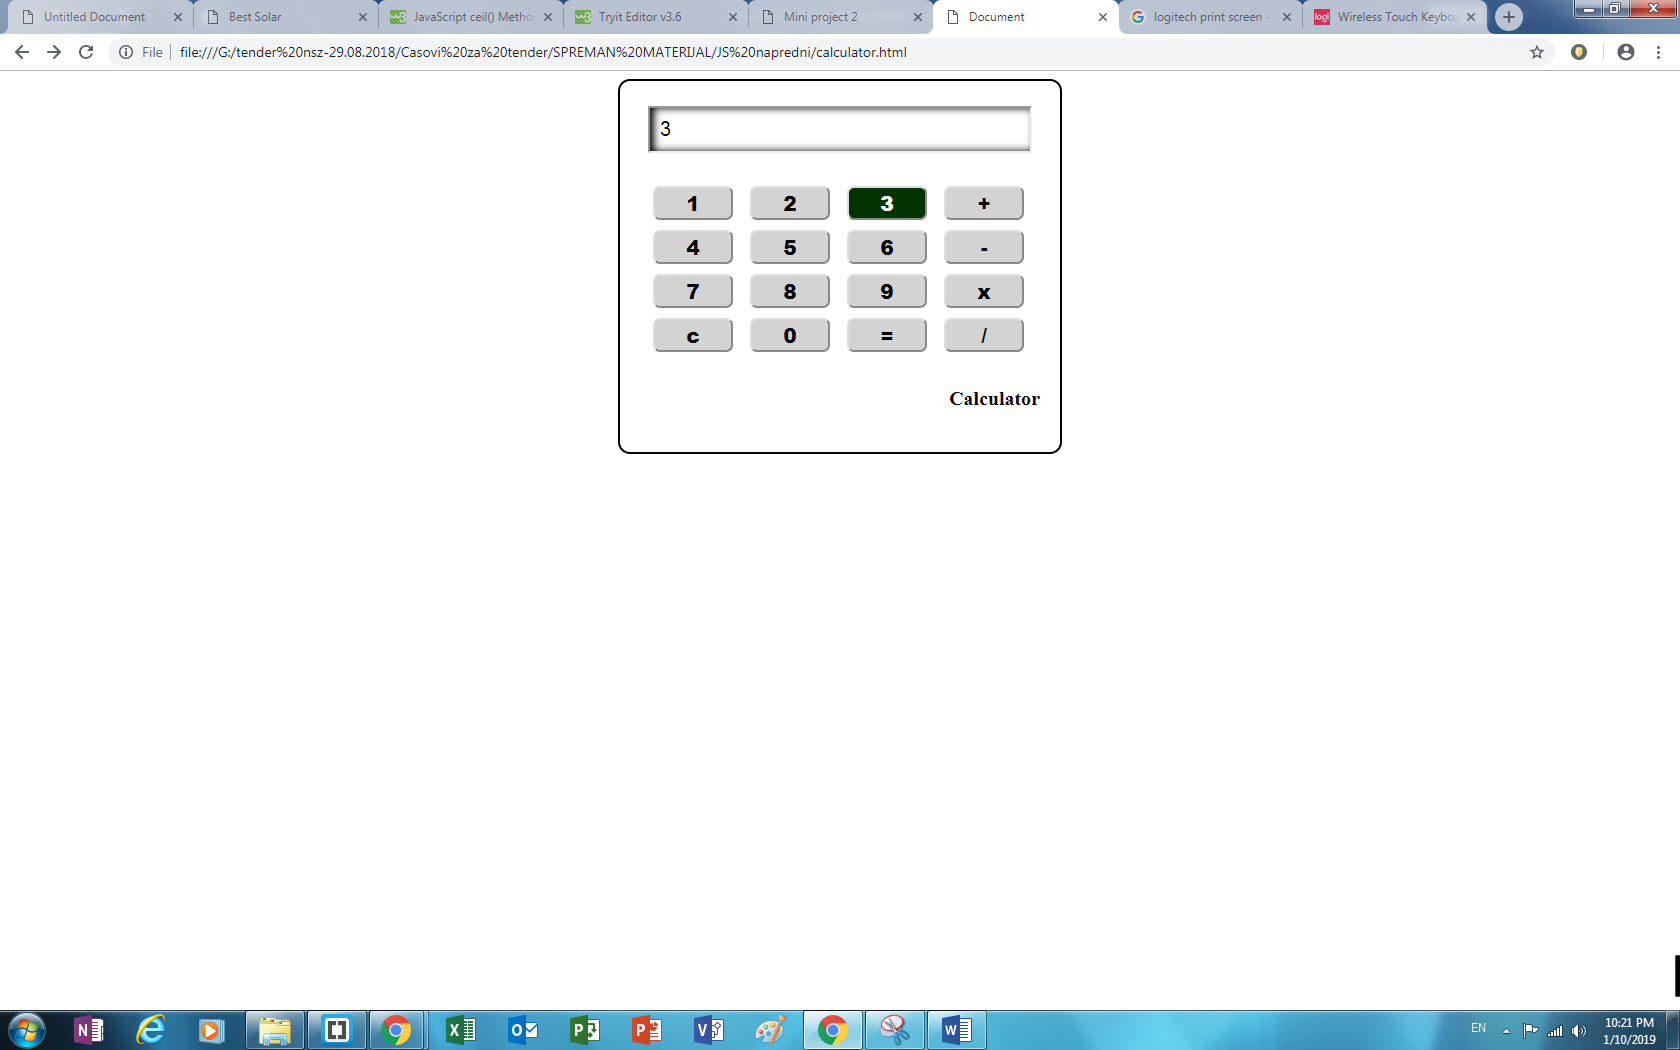 Untitled Document
Best Solar
JavaScript ceil() Metho
Tryit Editor v3.6
Mini project 2
Document
logitech print screen -
logi
Wireless Touch Keybo
File
file:///G:/tender%20nsz-29.08.2018/Casovi%20za%20tender/SPREMAN%20MATERIJAL/JS%20napredni/calculator.html
3
1 2 3 +
4 5 6 -
7 8 9 x
c 0 = /
Calculator
EN
10:21 PM
1/10/2019